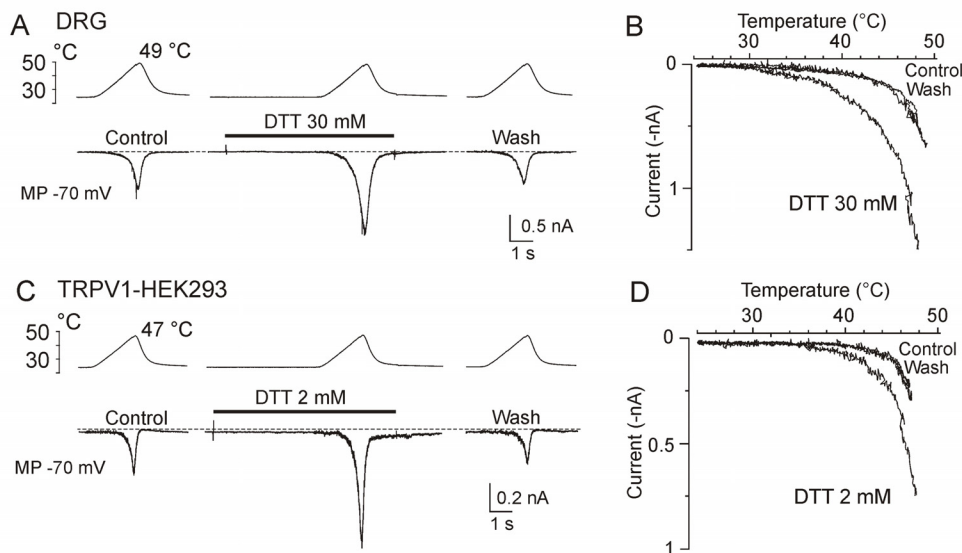 A DRG
°C
49 °C
50
30
DTT 30 mM
Control
Wash
MP -70 mV
0.5 nA
1 s
B
Temperature (°C)
30 40 50
0
Control
Wash
Current (-nA)
1
DTT 30 mM
C TRPV1-HEK293
°C
47 °C
50
30
DTT 2 mM
Control
Wash
MP -70 mV
0.2 nA
1 s
D
Temperature (°C)
30 40 50
0
Control
Wash
Current (-nA)
0.5
DTT 2 mM
1